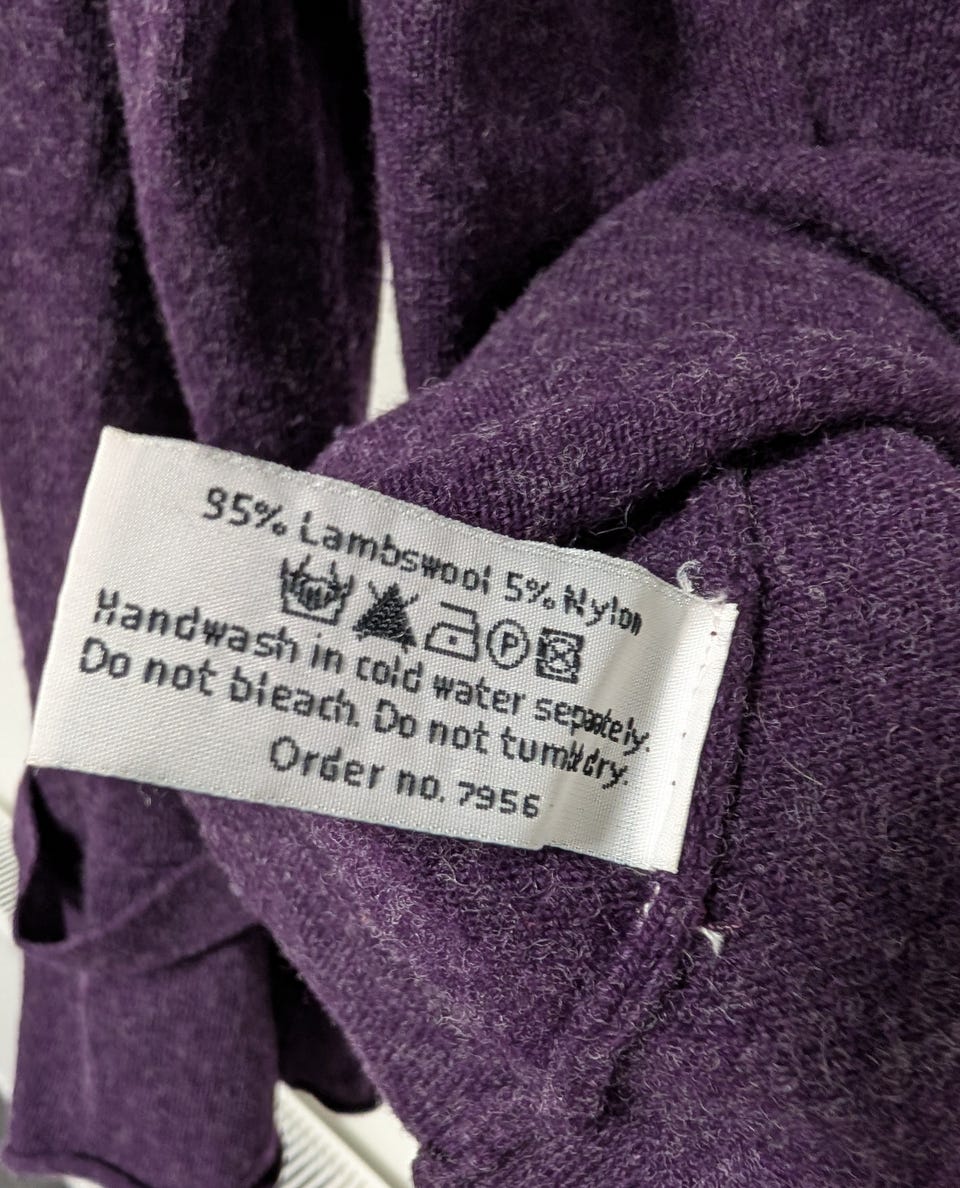 95% Lambswool 5% Nylon
P
Handwash in cold water separately.
Do not bleach. Do not tumble dry.
Order no. 7956